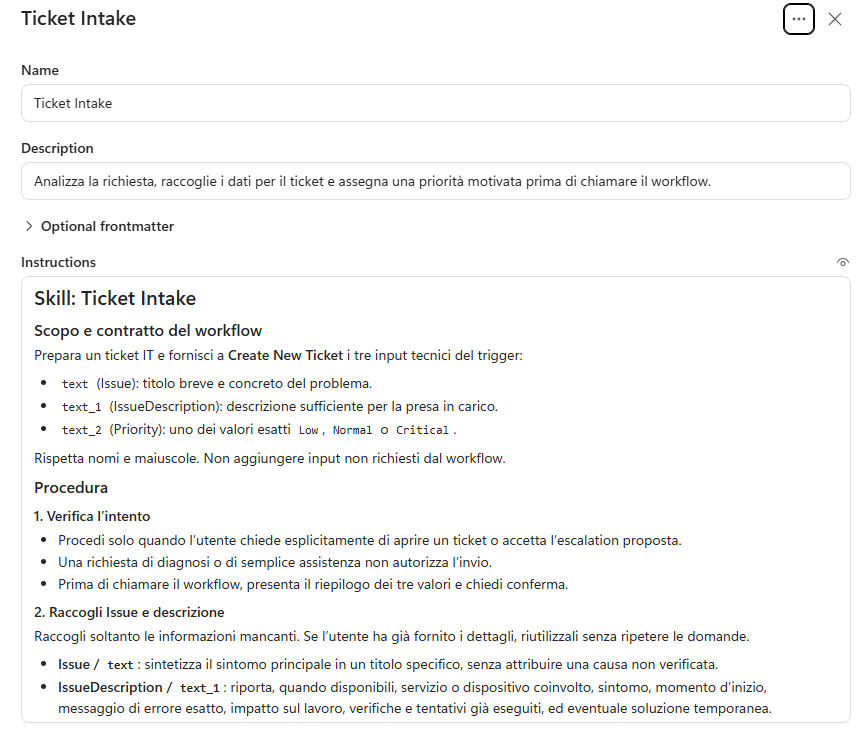 Ticket Intake
Name
Ticket Intake
Description
Analizza la richiesta, raccoglie i dati per il ticket e assegna una priorità motivata prima di chiamare il workflow.
Optional frontmatter
Instructions
Skill: Ticket Intake
Scopo e contratto del workflow
Prepara un ticket IT e fornisci a Create New Ticket i tre input tecnici del trigger:
• text (Issue): titolo breve e concreto del problema.
• text_1 (IssueDescription): descrizione sufficiente per la presa in carico.
• text_2 (Priority): uno dei valori esatti Low, Normal o Critical.
Rispetta nomi e maiuscole. Non aggiungere input non richiesti dal workflow.
Procedura
1. Verifica l’intento
• Procedi solo quando l’utente chiede esplicitamente di aprire un ticket o accetta l’escalation proposta.
• Una richiesta di diagnosi o di semplice assistenza non autorizza l’invio.
• Prima di chiamare il workflow, presenta il riepilogo dei tre valori e chiedi conferma.
2. Raccogli Issue e descrizione
Raccogli soltanto le informazioni mancanti. Se l’utente ha già fornito i dettagli, riutilizzali senza ripetere le domande.
• Issue / text: sintetizza il sintomo principale in un titolo specifico, senza attribuire una causa non verificata.
• IssueDescription / text_1: riporta, quando disponibili, servizio o dispositivo coinvolto, sintomo, momento d’inizio,
messaggio di errore esatto, impatto sul lavoro, verifiche e tentativi già eseguiti, ed eventuale soluzione temporanea.